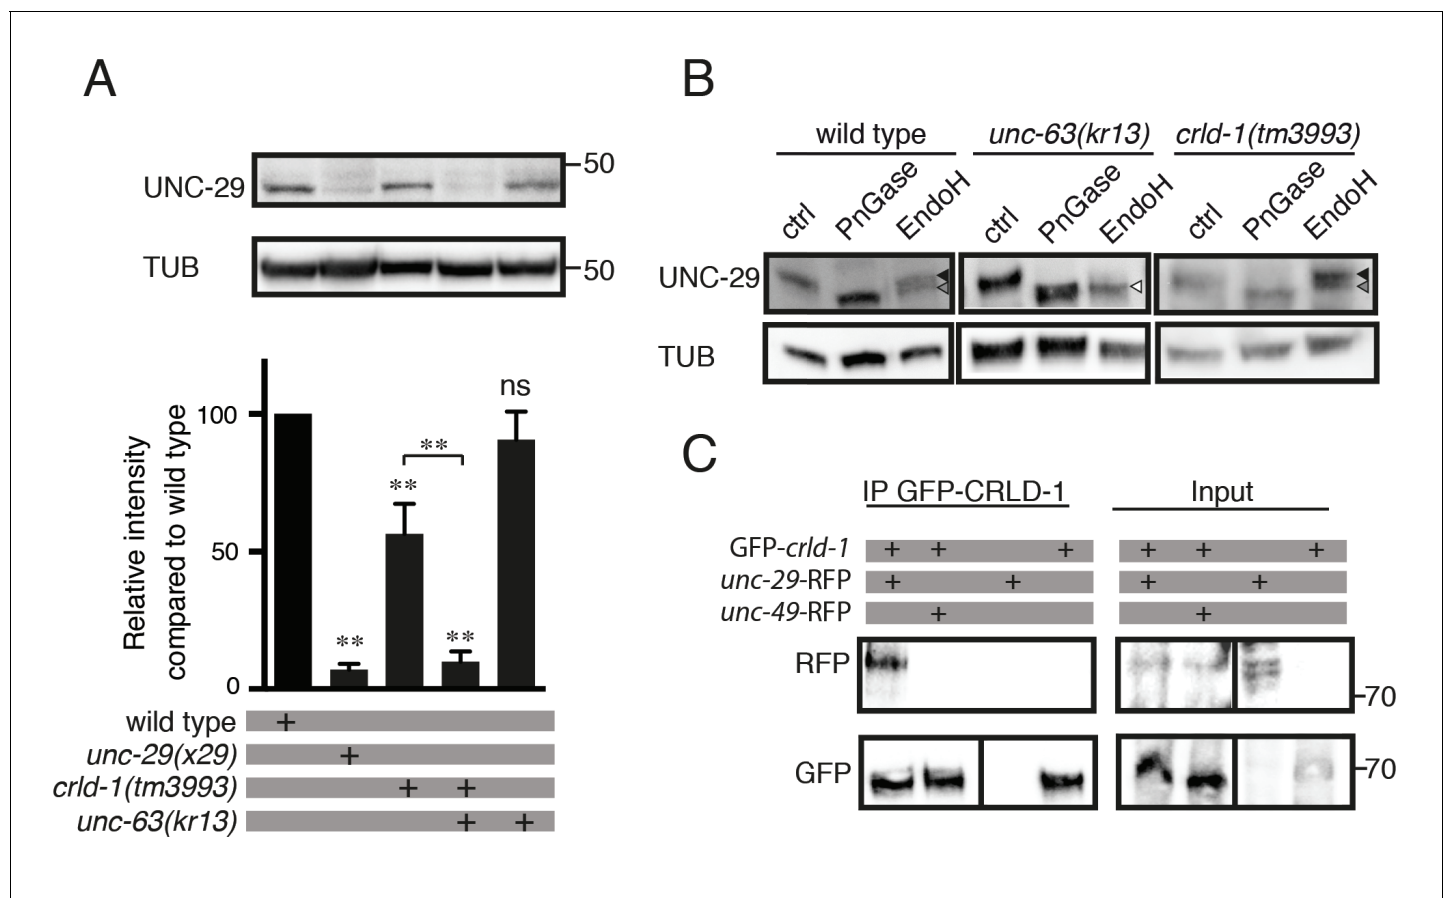 A
UNC-29
50
TUB
50
Relative intensity
compared to wild type
100
50
0
**
**
**
**
ns
wild type +
unc-29(x29) +
crld-1(tm3993) + +
unc-63(kr13) + +
B
wild type unc-63(kr13) crld-1(tm3993)
ctrl PnGase EndoH ctrl PnGase EndoH ctrl PnGase EndoH
UNC-29
TUB
C
IP GFP-CRLD-1 Input
GFP-crld-1 + + + + + +
unc-29-RFP + + + +
unc-49-RFP + +
RFP
70
GFP
70